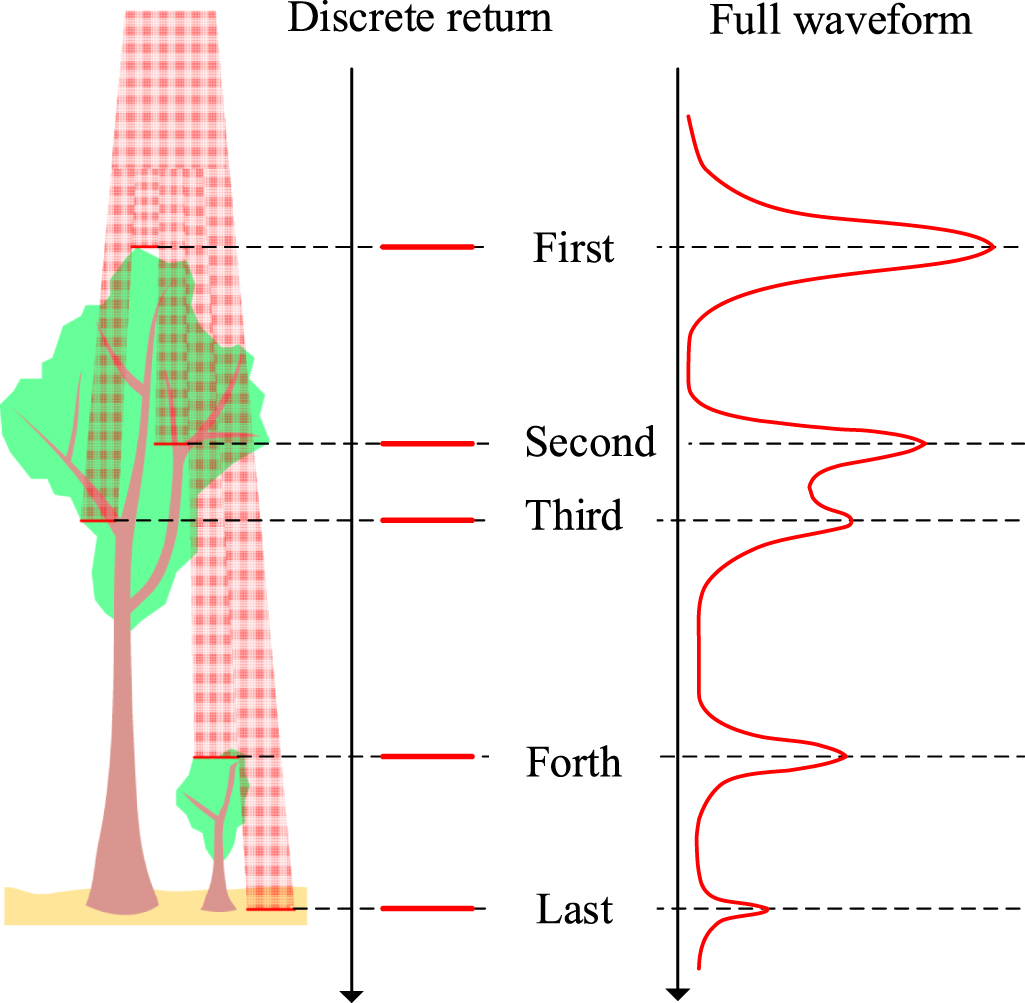 Discrete return
Full waveform
First
Second
Third
Forth
Last